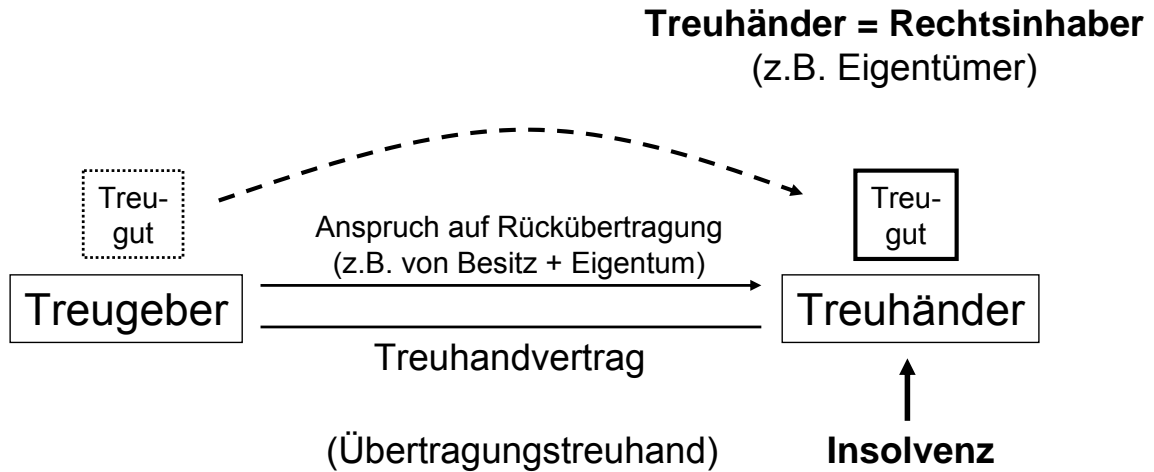 Treuhänder = Rechtsinhaber
(z.B. Eigentümer)
Treu-
gut
Treu-
gut
Anspruch auf Rückübertragung
(z.B. von Besitz + Eigentum)
Treugeber
Treuhänder
Treuhandvertrag
(Übertragungstreuhand)
Insolvenz